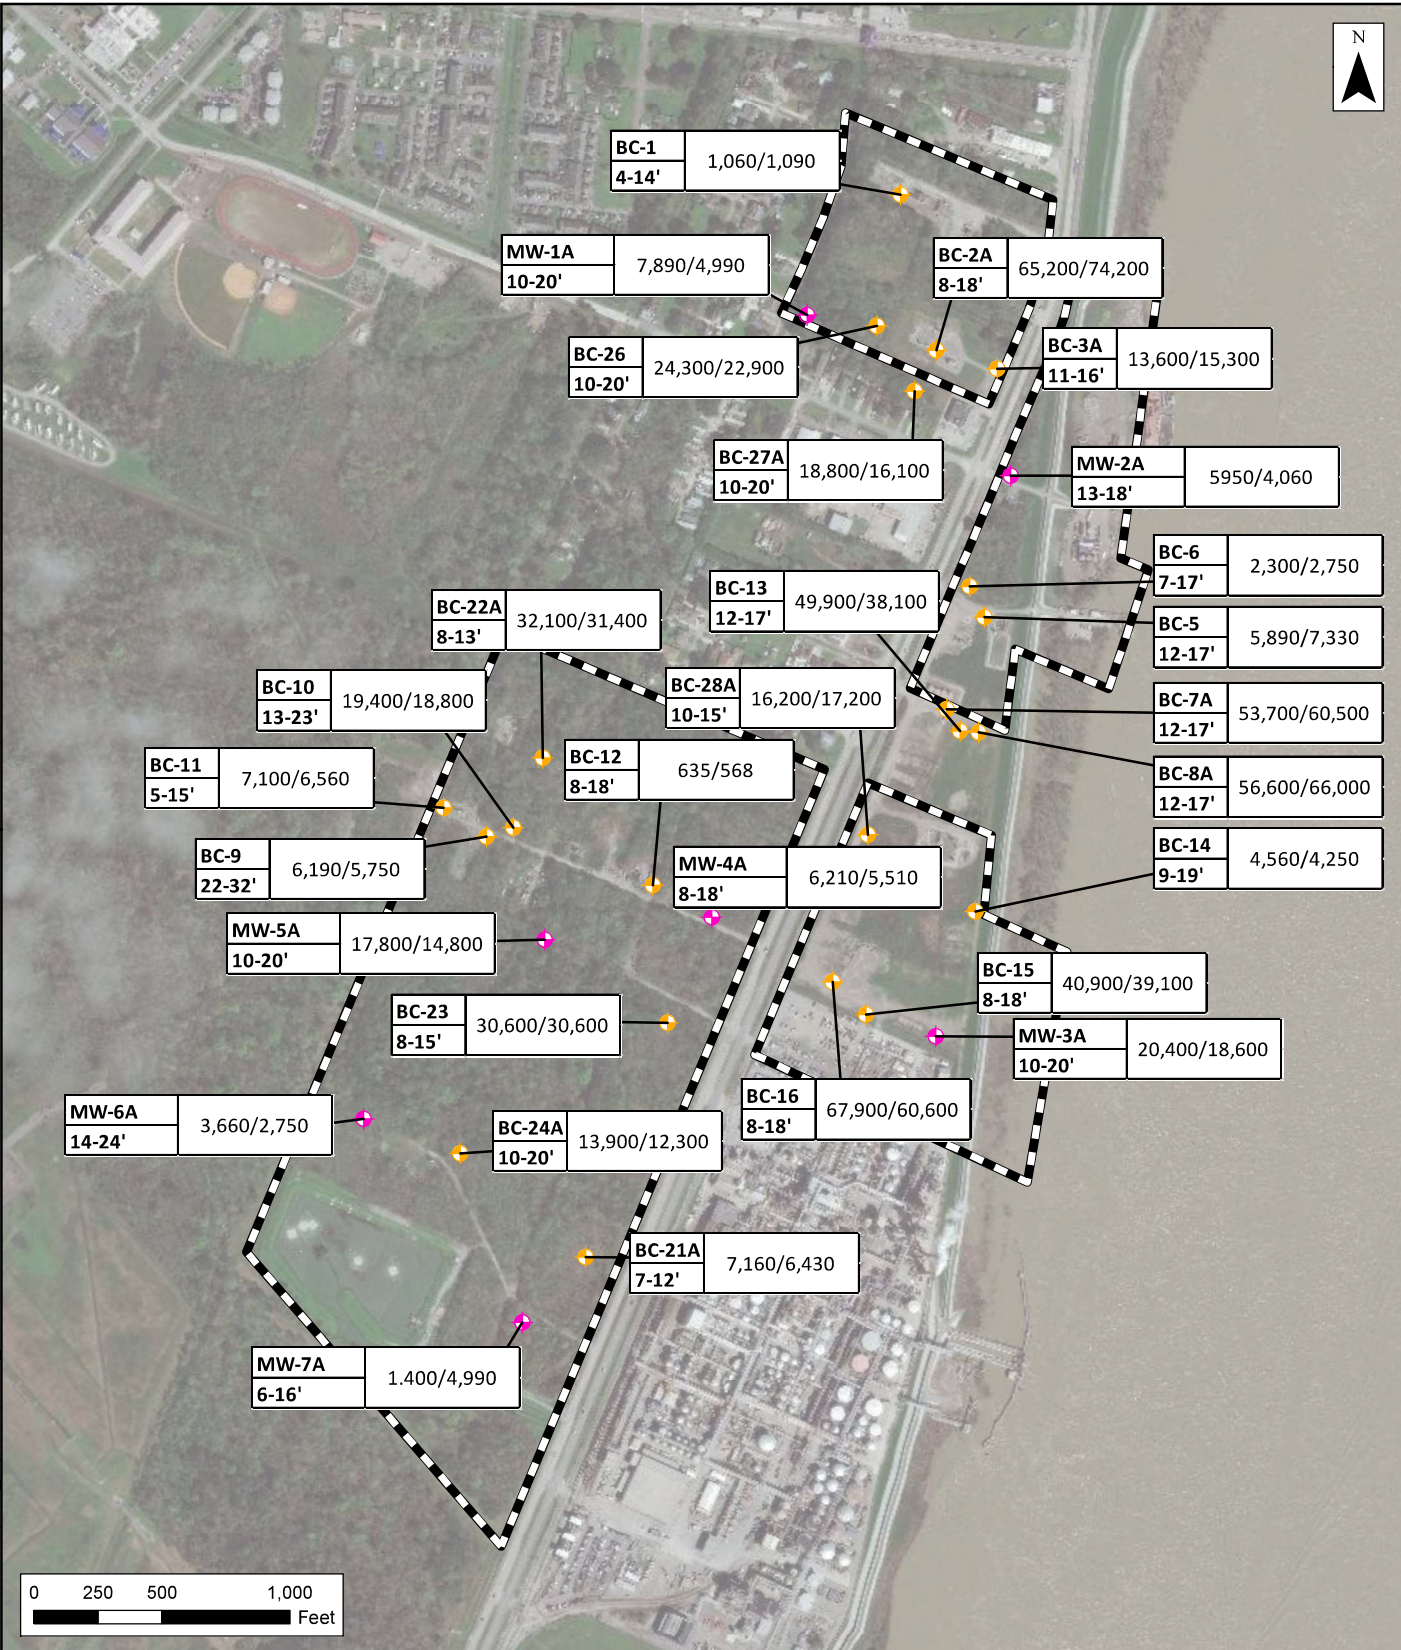 N
BC-1
4-14'
1,060/1,090
MW-1A
10-20'
7,890/4,990
BC-2A
8-18'
65,200/74,200
BC-26
10-20'
24,300/22,900
BC-3A
11-16'
13,600/15,300
BC-27A
10-20'
18,800/16,100
MW-2A
13-18'
5950/4,060
BC-6
7-17'
2,300/2,750
BC-13
12-17'
49,900/38,100
BC-22A
8-13'
32,100/31,400
BC-5
12-17'
5,890/7,330
BC-10
13-23'
19,400/18,800
BC-28A
10-15'
16,200/17,200
BC-7A
12-17'
53,700/60,500
BC-11
5-15'
7,100/6,560
BC-12
8-18'
635/568
BC-8A
12-17'
56,600/66,000
BC-9
22-32'
6,190/5,750
MW-4A
8-18'
6,210/5,510
BC-14
9-19'
4,560/4,250
MW-5A
10-20'
17,800/14,800
BC-15
8-18'
40,900/39,100
BC-23
8-15'
30,600/30,600
MW-3A
10-20'
20,400/18,600
MW-6A
14-24'
3,660/2,750
BC-16
8-18'
67,900/60,600
BC-24A
10-20'
13,900/12,300
BC-21A
7-12'
7,160/6,430
MW-7A
6-16'
1.400/4,990
0 250 500 1,000
Feet